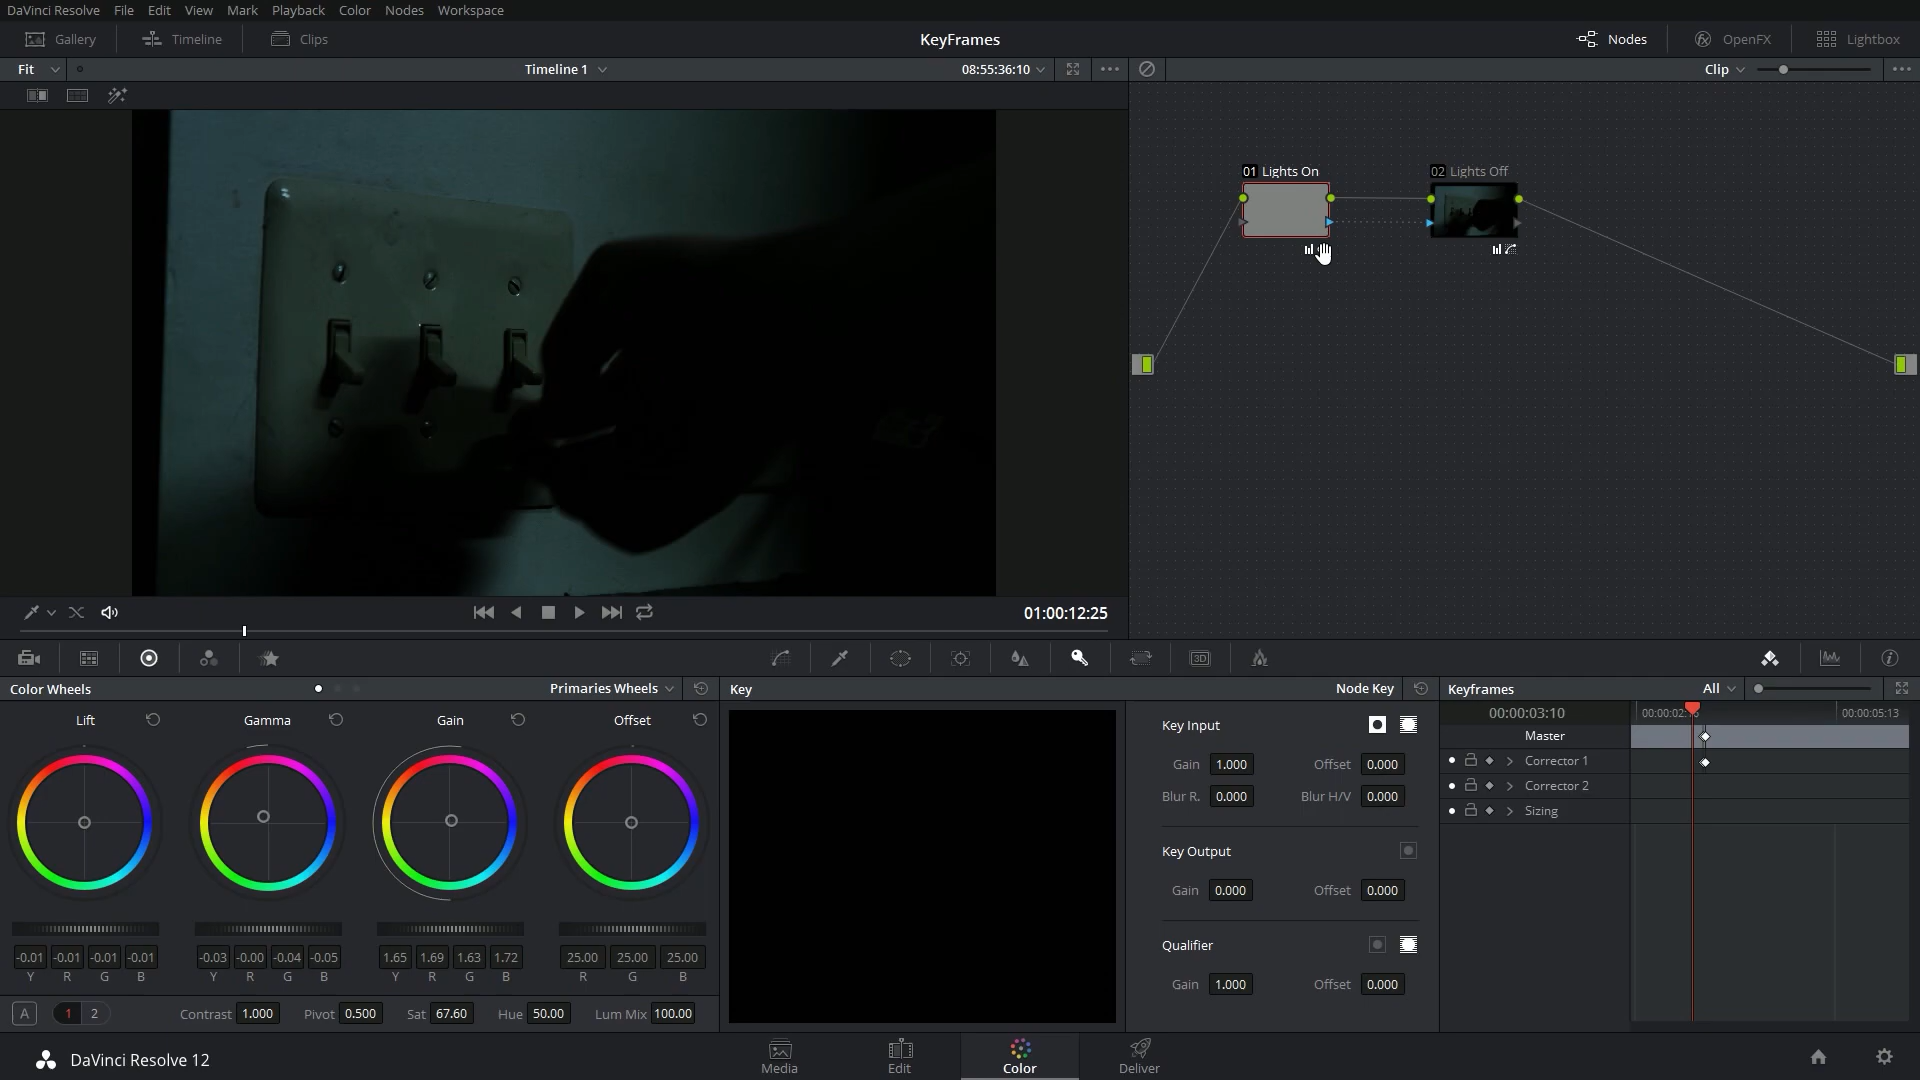 DaVinci Resolve File Edit View Mark Playback Color Nodes Workspace
Gallery Timeline Clips KeyFrames Nodes OpenFX Lightbox
Fit Timeline 1 08:55:36:10 Clip
01 Lights On 02 Lights Off
01:00:12:25
Color Wheels Primaries Wheels Key Node Key Keyframes All
Lift Gamma Gain Offset
Key Input
Gain 1.000 Offset 0.000
Blur R. 0.000 Blur H/V 0.000
Key Output
Gain 0.000 Offset 0.000
Qualifier
Gain 1.000 Offset 0.000
00:00:03:10 00:00:05:13
Master
Corrector 1
Corrector 2
Sizing
-0.01 -0.01 -0.01 -0.01 -0.03 -0.00 -0.04 -0.05 1.65 1.69 1.63 1.72 25.00 25.00 25.00
Y R G B Y R G B Y R G B R G B
A 1 2 Contrast 1.000 Pivot 0.500 Sat 67.60 Hue 50.00 Lum Mix 100.00
3D
DaVinci Resolve 12 Media Edit Color Deliver